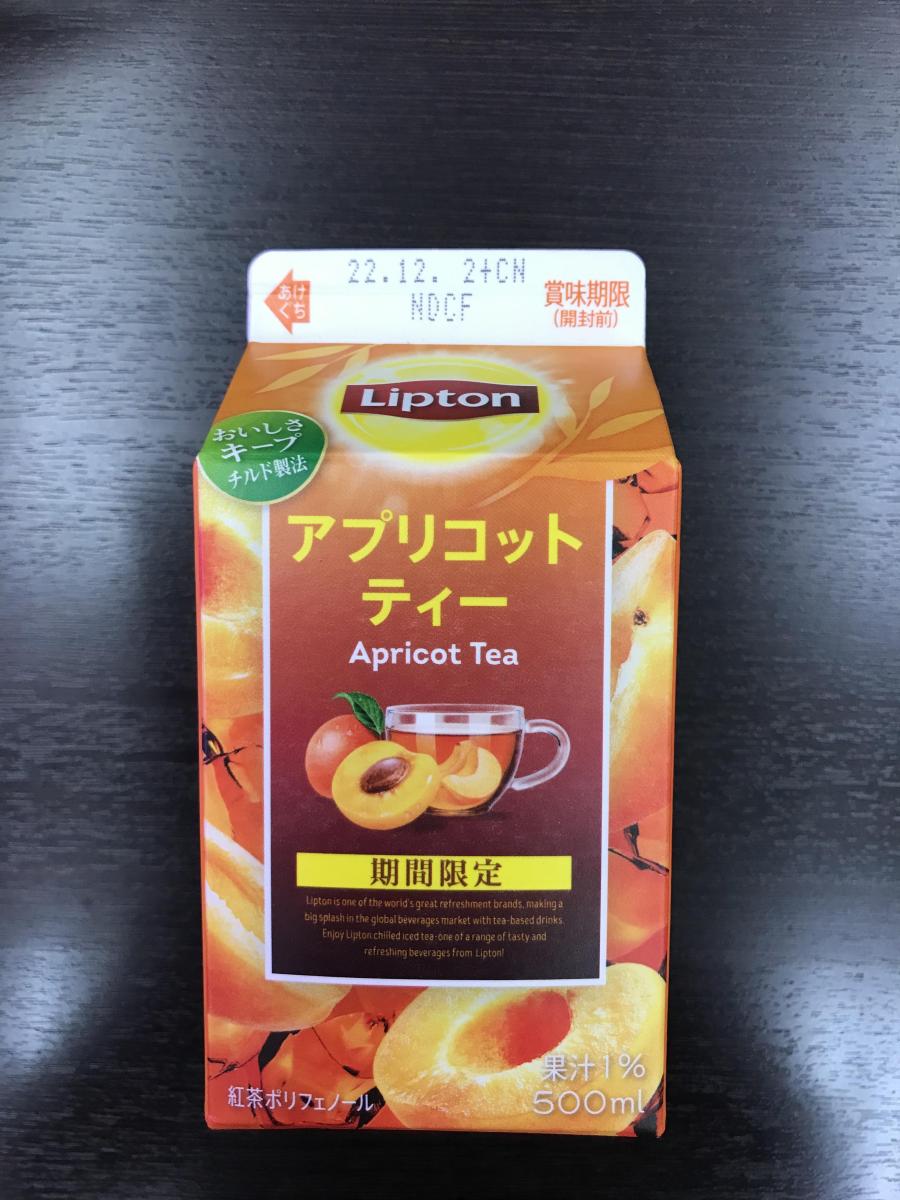 22.12. 2+CN
NDCF
あけ
ぐち
賞味期限
(開封前)
Lipton
おいしさ
キープ
チルド製法
アプリコット
ティー
Apricot Tea
期間限定
Lipton is one of the world's great refreshment brands, making a
big splash in the global beverages market with tea-based drinks.
Enjoy Lipton chilled iced tea-one of a range of tasty and
refreshing beverages from Lipton!
果汁1%
紅茶ポリフェノール
500ml